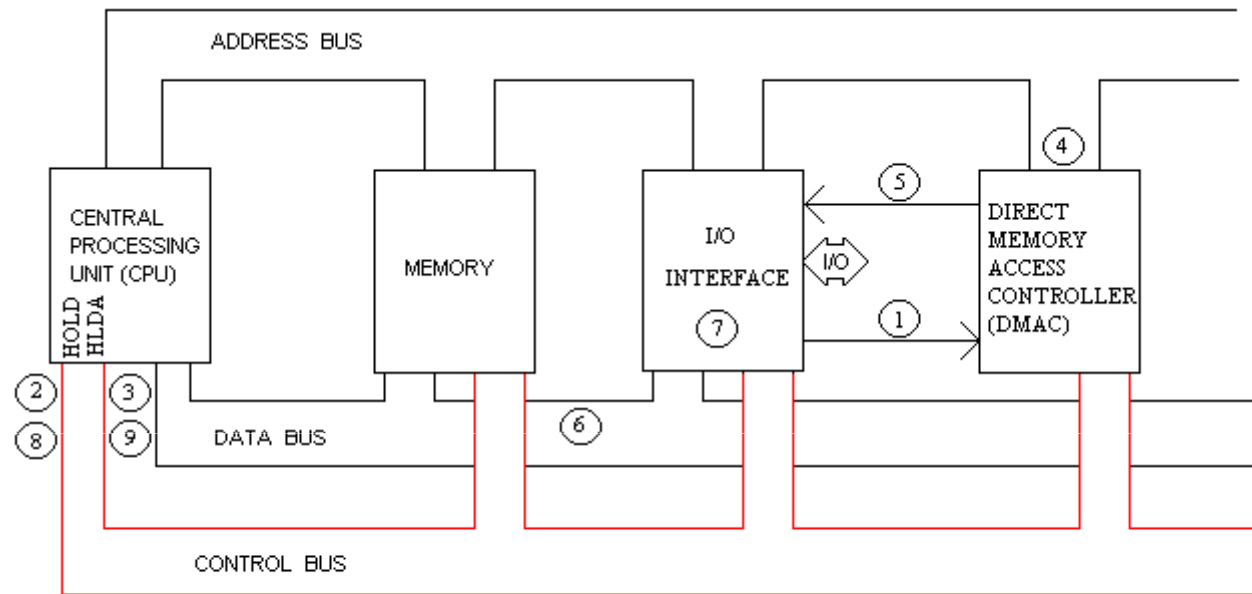 ADDRESS BUS
4
5
CENTRAL
PROCESSING
UNIT (CPU)
HOLD
HLDA
MEMORY
I/O
INTERFACE
7
I/O
1
DIRECT
MEMORY
ACCESS
CONTROLLER
(DMAC)
2
3
8
9
6
DATA BUS
CONTROL BUS